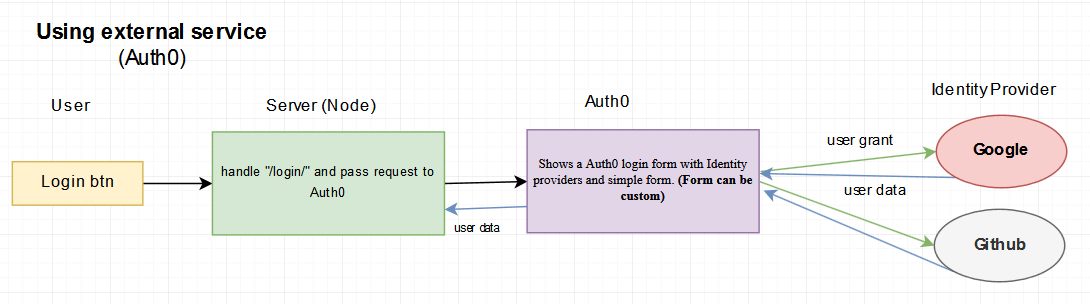 Using external service
(Auth0)
User
Server (Node)
Auth0
Identity Provider
Login btn
handle "/login/" and pass request to
Auth0
Shows a Auth0 login form with Identity
providers and simple form. (Form can be
custom)
user data
user grant
user data
Google
Github